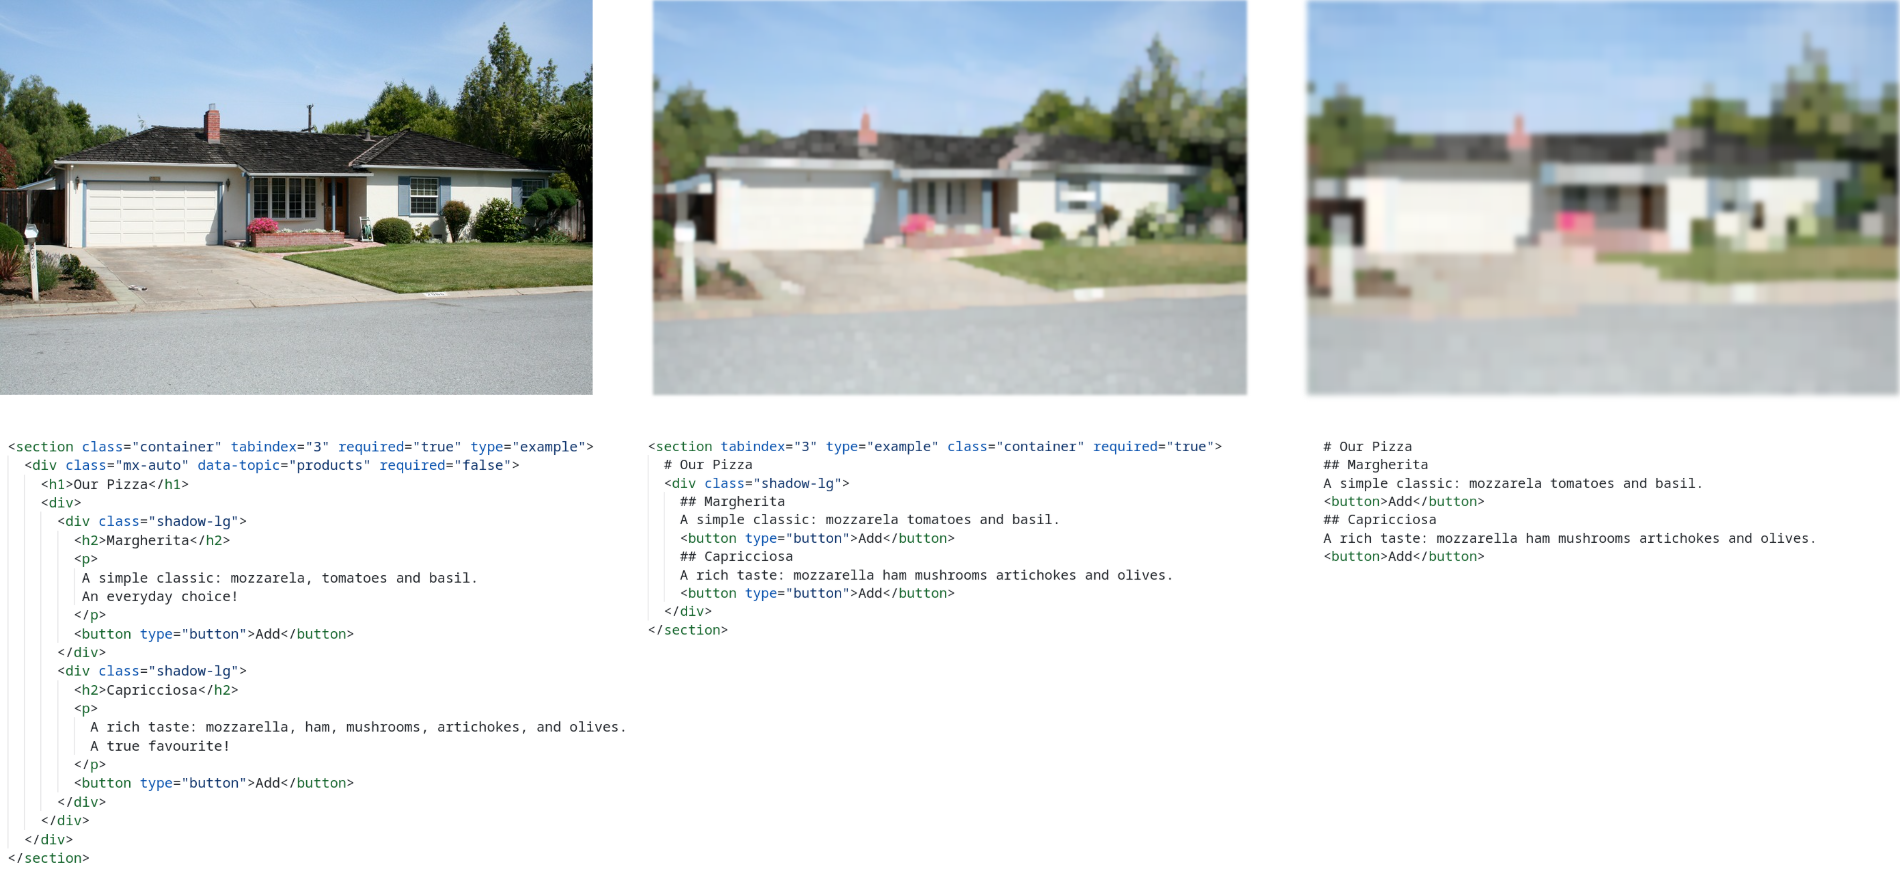 <section class="container" tabindex="3" required="true" type="example">
<div class="mx-auto" data-topic="products" required="false">
<h1>Our Pizza</h1>
<div>
<div class="shadow-lg">
<h2>Margherita</h2>
<p>
A simple classic: mozzarela, tomatoes and basil.
An everyday choice!
</p>
<button type="button">Add</button>
</div>
<div class="shadow-lg">
<h2>Capricciosa</h2>
<p>
A rich taste: mozzarella, ham, mushrooms, artichokes, and olives.
A true favourite!
</p>
<button type="button">Add</button>
</div>
</div>
</div>
</section>
<section tabindex="3" type="example" class="container" required="true">
# Our Pizza
<div class="shadow-lg">
## Margherita
A simple classic: mozzarela tomatoes and basil.
<button type="button">Add</button>
## Capricciosa
A rich taste: mozzarella ham mushrooms artichokes and olives.
<button type="button">Add</button>
</div>
</section>
# Our Pizza
## Margherita
A simple classic: mozzarela tomatoes and basil.
<button>Add</button>
## Capricciosa
A rich taste: mozzarella ham mushrooms artichokes and olives.
<button>Add</button>